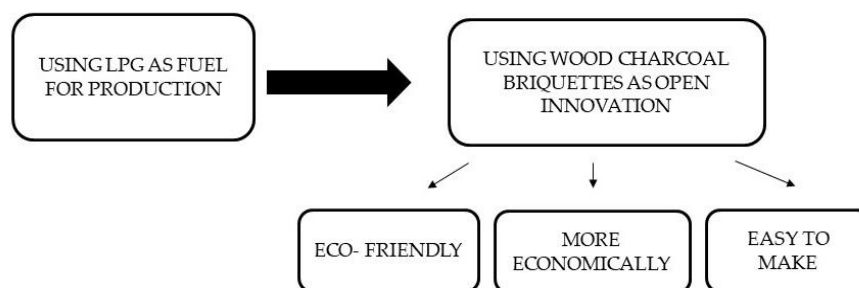 USING LPG AS FUEL
FOR PRODUCTION
USING WOOD CHARCOAL
BRIQUETTES AS OPEN
INNOVATION
ECO- FRIENDLY
MORE
ECONOMICALLY
EASY TO
MAKE